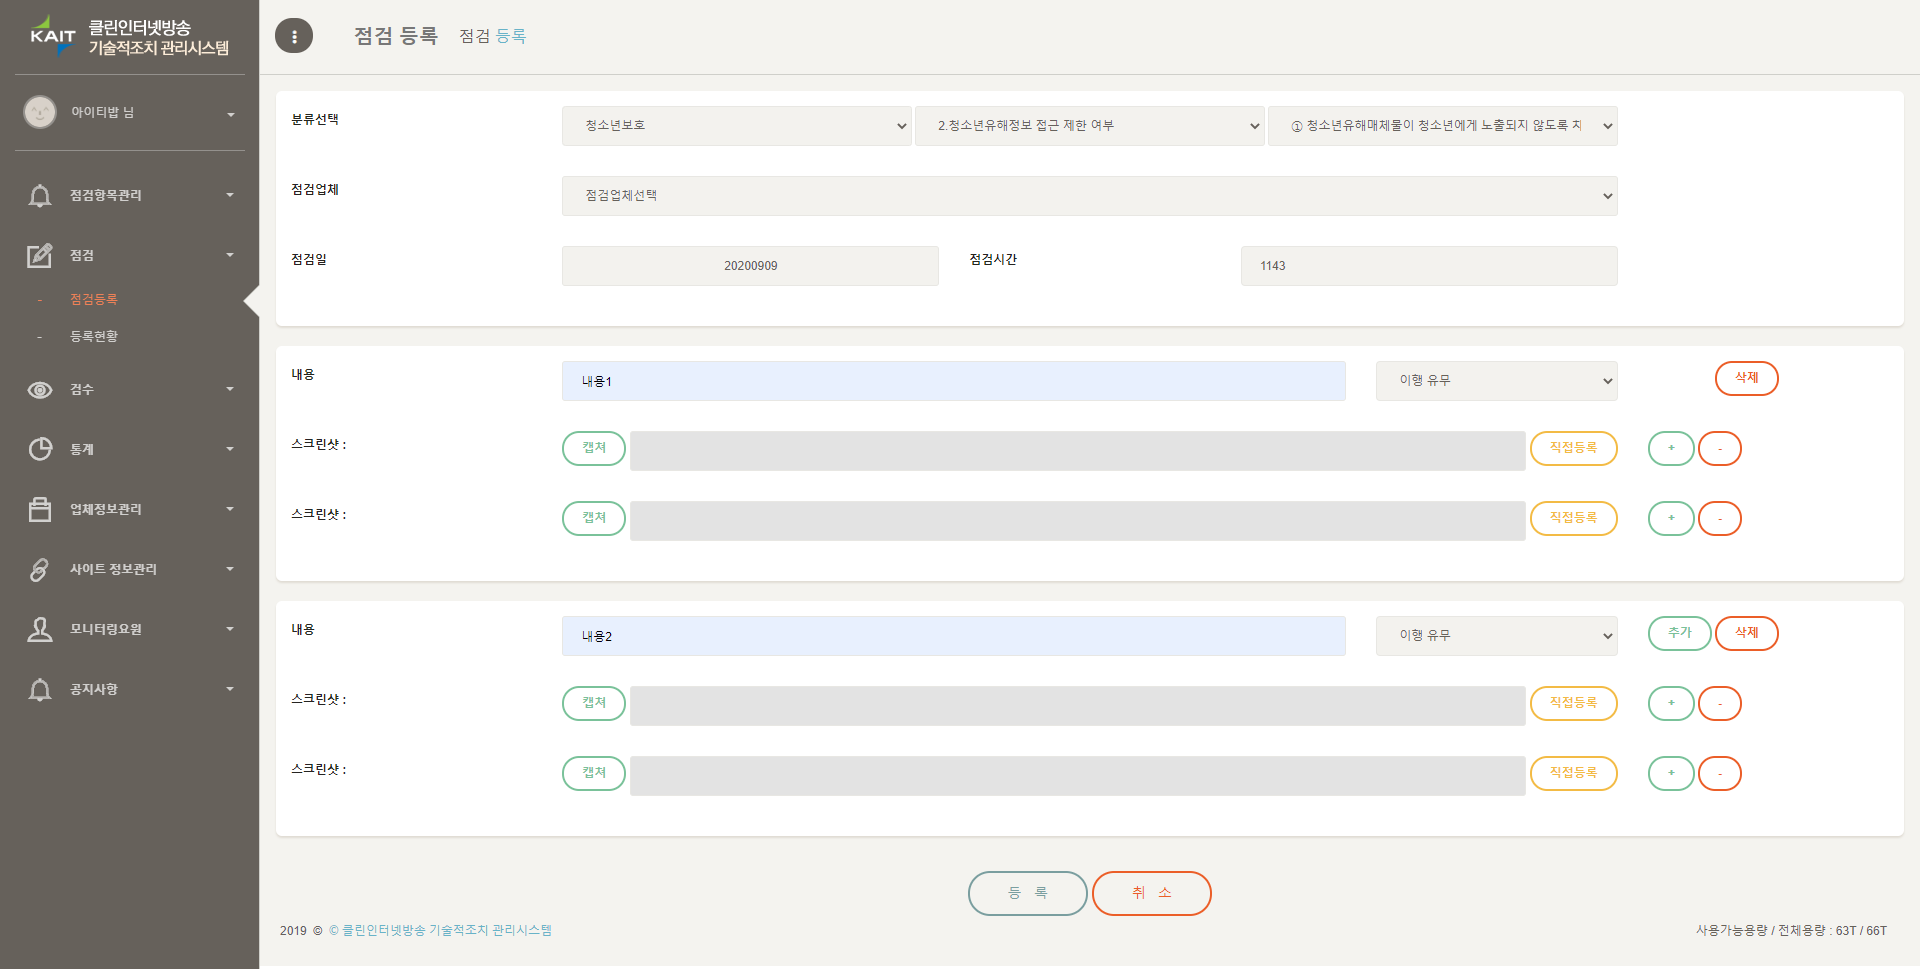 KAIT 클린인터넷방송
기술적조치 관리시스템
아이티밥 님
점검항목관리
점검
- 점검등록
- 등록현황
검수
통계
업체정보관리
사이트 정보관리
모니터링요원
공지사항
점검 등록 점검 등록
분류선택 청소년보호 2.청소년유해정보 접근 제한 여부 ① 청소년유해매체물이 청소년에게 노출되지 않도록
점검업체 점검업체선택
점검일 20200909 점검시간 1143
내용 내용1 이행 유무 삭제
스크린샷 : 캡쳐 직접등록 + -
스크린샷 : 캡쳐 직접등록 + -
내용 내용2 이행 유무 추가 삭제
스크린샷 : 캡쳐 직접등록 + -
스크린샷 : 캡쳐 직접등록 + -
등 록 취 소
2019 © © 클린인터넷방송 기술적조치 관리시스템 사용가능용량 / 전체용량 : 63T / 66T